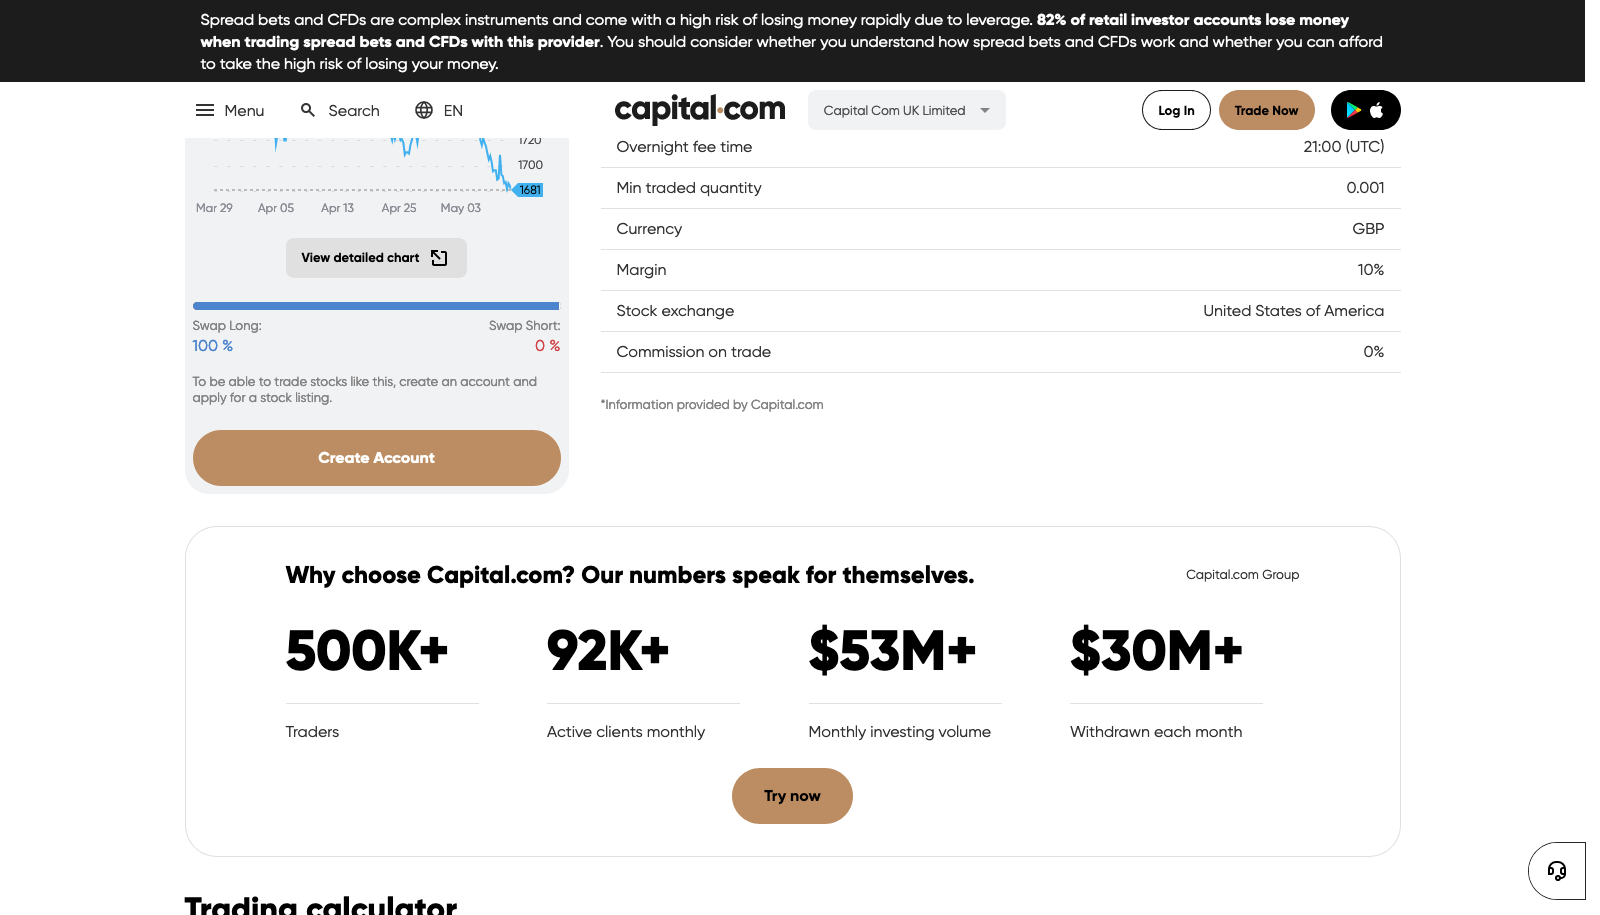 Spread bets and CFDs are complex instruments and come with a high risk of losing money rapidly due to leverage. 82% of retail investor accounts lose money
when trading spread bets and CFDs with this provider. You should consider whether you understand how spread bets and CFDs work and whether you can afford
to take the high risk of losing your money.
Menu Search EN capital.com Capital Com UK Limited Log In Trade Now
1720
1700
1681
Mar 29 Apr 05 Apr 13 Apr 25 May 03
View detailed chart
Swap Long: Swap Short:
100 % 0 %
To be able to trade stocks like this, create an account and
apply for a stock listing.
Create Account
Overnight fee time 21:00 (UTC)
Min traded quantity 0.001
Currency GBP
Margin 10%
Stock exchange United States of America
Commission on trade 0%
*Information provided by Capital.com
Why choose Capital.com? Our numbers speak for themselves. Capital.com Group
500K+ 92K+ $53M+ $30M+
Traders Active clients monthly Monthly investing volume Withdrawn each month
Try now
Trading calculator